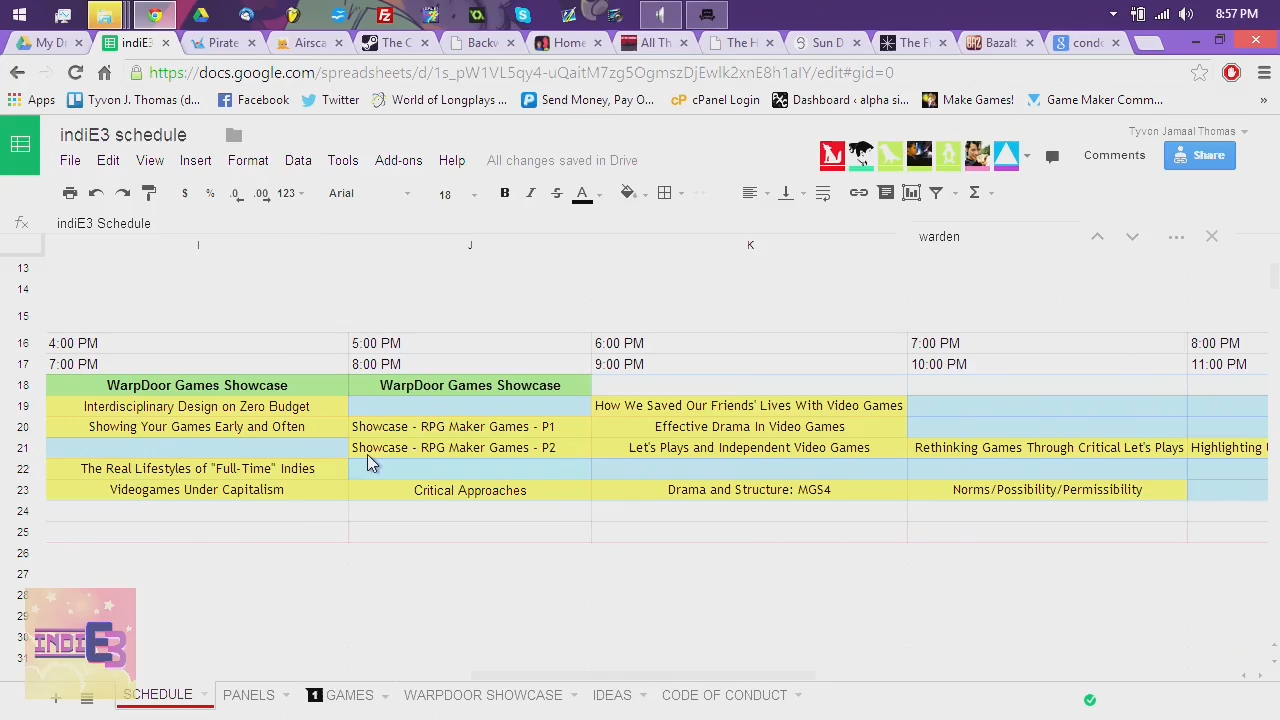 8:57 PM
My Di
indiE3
Pirate
Airsca
The C
Backw
Home
All Th
The H
Sun D
The Fu
Bazalt
condo
https://docs.google.com/spreadsheets/d/
/edit#gid=0
Apps
Tyvon J. Thomas (d...
Facebook
Twitter
World of Longplays ...
Send Money, Pay O...
cPanel Login
Dashboard ‹ alpha si...
Make Games!
Game Maker Comm...
»
indiE3 schedule
Tyvon Jamaal Thomas
File Edit View Insert Format Data Tools Add-ons Help All changes saved in Drive
Comments
Share
$ % .0 .00 123 Arial 18 B I S A Σ
fx indiE3 Schedule
warden
I J K
13
14
15
16 4:00 PM 5:00 PM 6:00 PM 7:00 PM 8:00 PM
17 7:00 PM 8:00 PM 9:00 PM 10:00 PM 11:00 PM
18 WarpDoor Games Showcase WarpDoor Games Showcase
19 Interdisciplinary Design on Zero Budget How We Saved Our Friends' Lives With Video Games
20 Showing Your Games Early and Often Showcase - RPG Maker Games - P1 Effective Drama In Video Games
21 Showcase - RPG Maker Games - P2 Let's Plays and Independent Video Games Rethinking Games Through Critical Let's Plays Highlighting
22 The Real Lifestyles of "Full-Time" Indies
23 Videogames Under Capitalism Critical Approaches Drama and Structure: MGS4 Norms/Possibility/Permissibility
24
25
26
27
28
29
30
31
INDIE3
SCHEDULE PANELS 1 GAMES WARPDOOR SHOWCASE IDEAS CODE OF CONDUCT